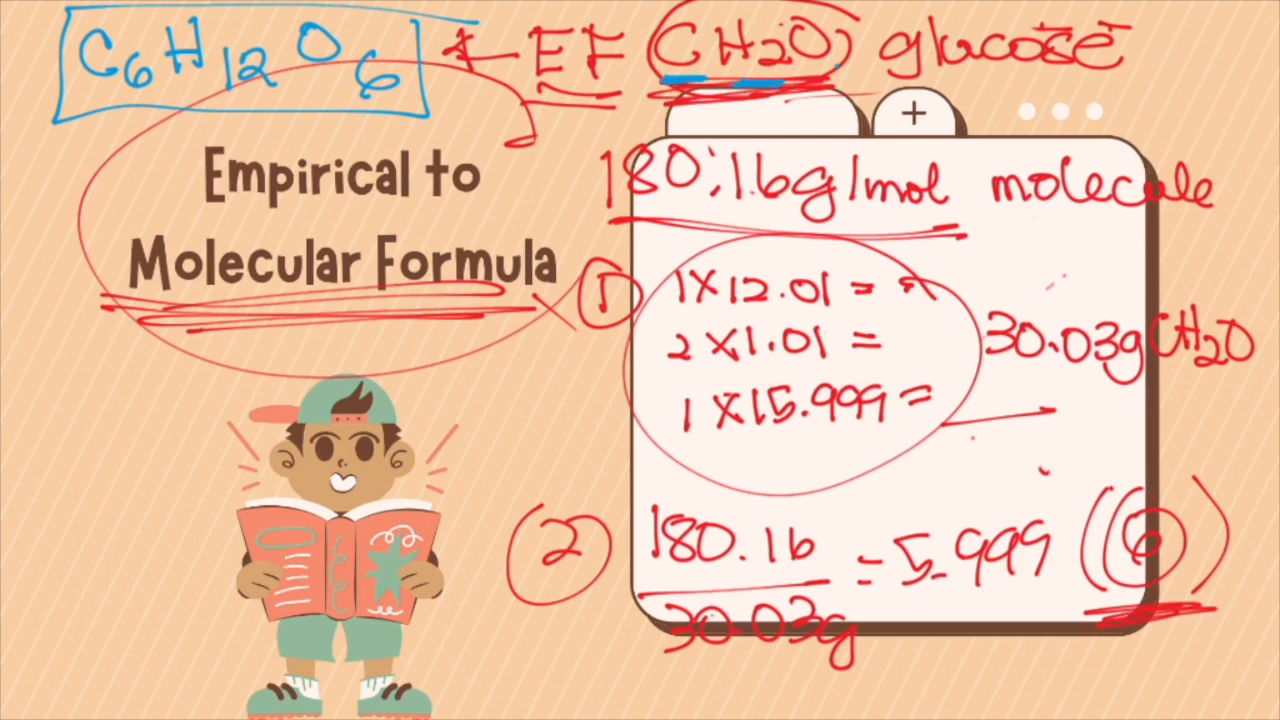 C6H12O6 ← EF CH2O glucose
+
Empirical to
Molecular Formula
180.16g/mol molecule
1
1×12.01 =
2×1.01 =
1×15.999 =
30.03g CH2O
2
180.16
30.03g
= 5.999 (6)